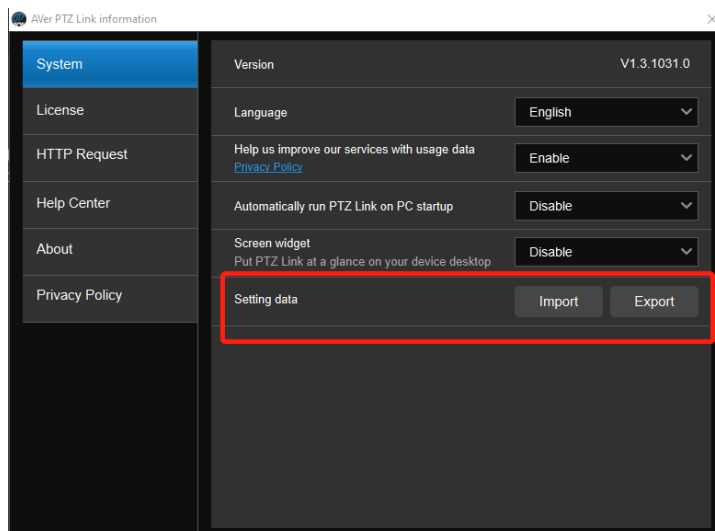 AVer PTZ Link information
System
License
HTTP Request
Help Center
About
Privacy Policy
Version V1.3.1031.0
Language English
Help us improve our services with usage data Enable
Privacy Policy
Automatically run PTZ Link on PC startup Disable
Screen widget Disable
Put PTZ Link at a glance on your device desktop
Setting data Import Export